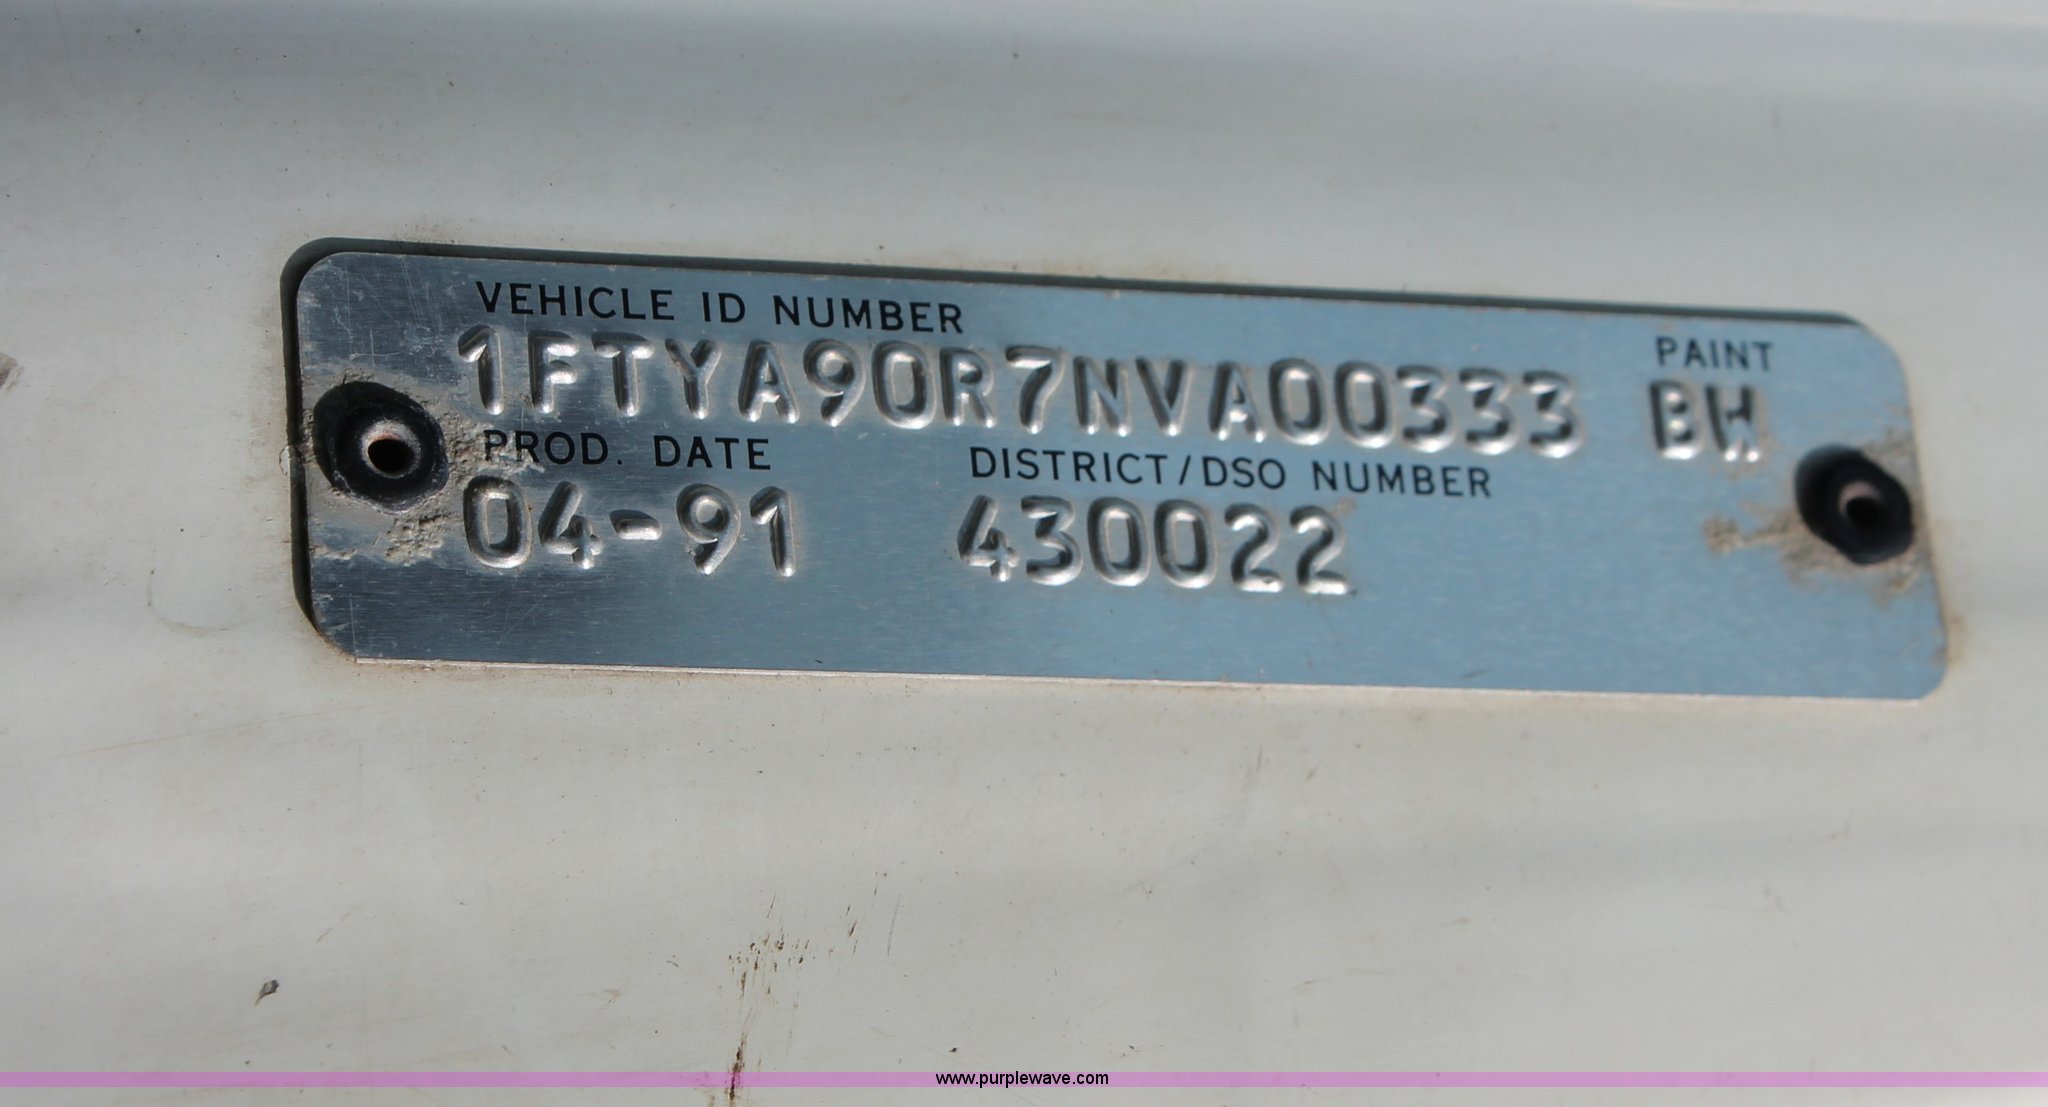 VEHICLE ID NUMBER
1FTYA90R7NVA00333
PAINT
BW
PROD. DATE
04-91
DISTRICT/DSO NUMBER
430022
www.purplewave.com